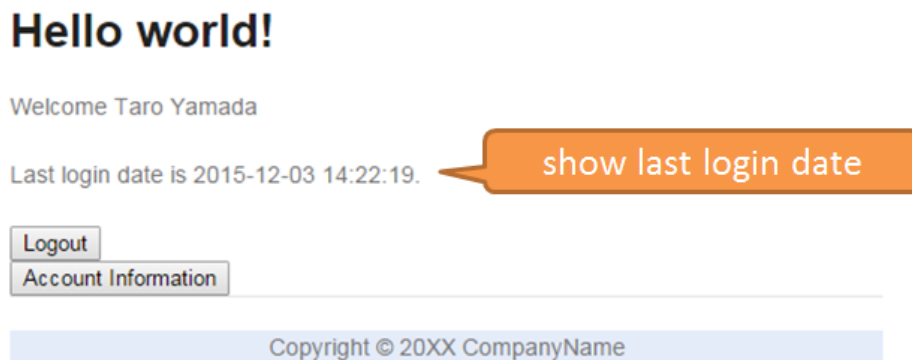 Hello world!
Welcome Taro Yamada
Last login date is 2015-12-03 14:22:19.
show last login date
Logout
Account Information
Copyright © 20XX CompanyName